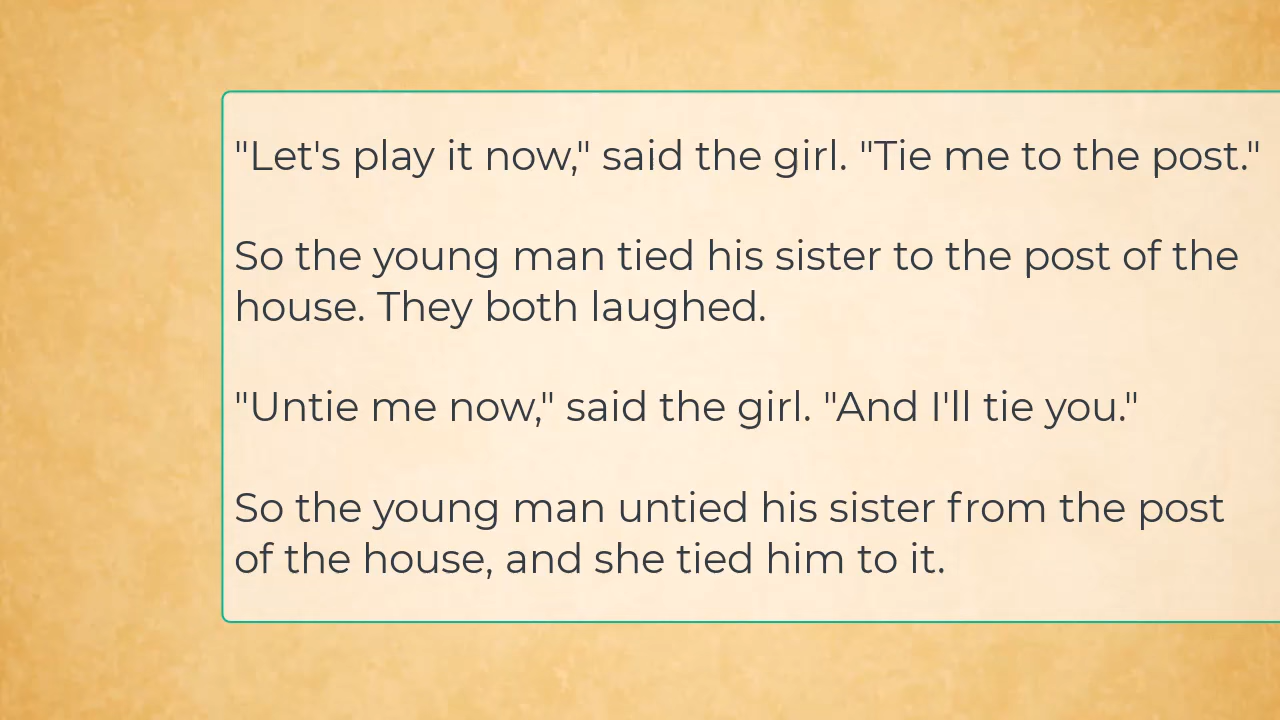 "Let's play it now," said the girl. "Tie me to the post."
So the young man tied his sister to the post of the
house. They both laughed.
"Untie me now," said the girl. "And I'll tie you."
So the young man untied his sister from the post
of the house, and she tied him to it.